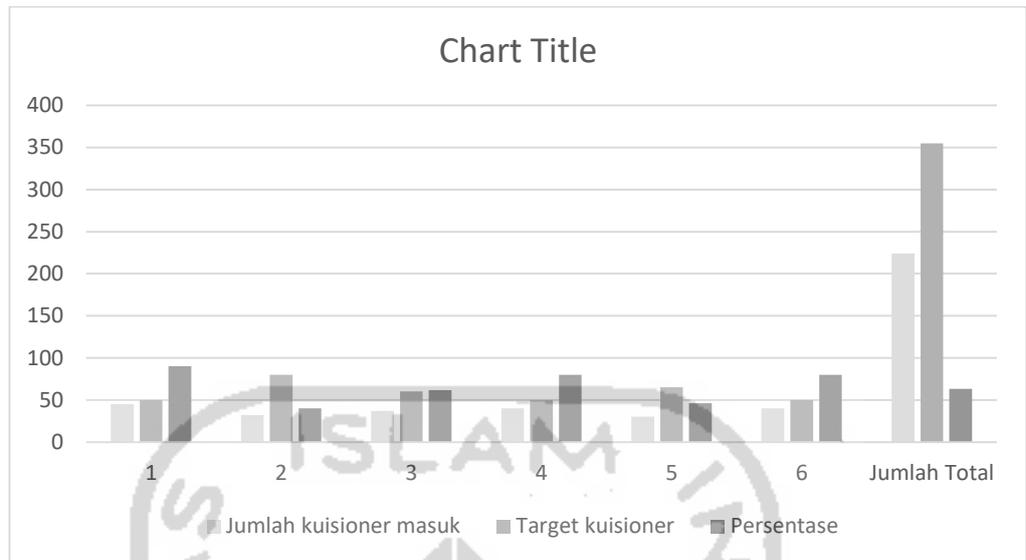 Chart Title
400
350
300
250
200
150
100
50
0
1 2 3 4 5 6 Jumlah Total
Jumlah kuisioner masuk Target kuisioner Persentase
ISLAM